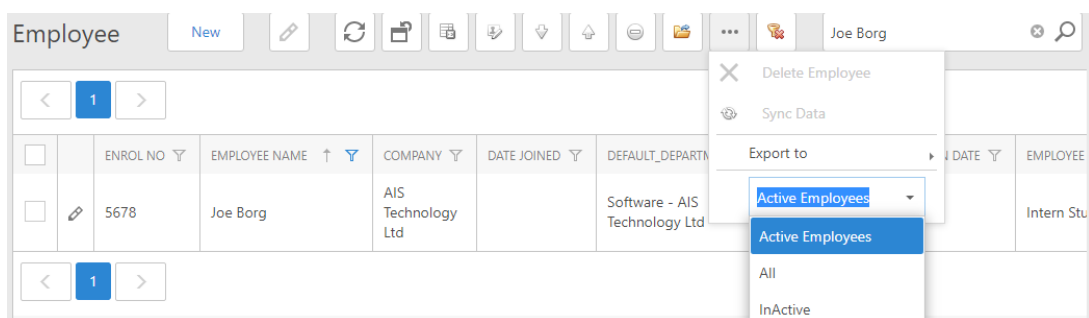 Employee
New
Joe Borg
Delete Employee
Sync Data
Export to
1
ENROL NO
EMPLOYEE NAME
COMPANY
DATE JOINED
DEFAULT_DEPARTM
N DATE
EMPLOYEE
5678
Joe Borg
AIS
Technology
Ltd
Software - AIS
Technology Ltd
Intern Stu
Active Employees
Active Employees
All
InActive
1